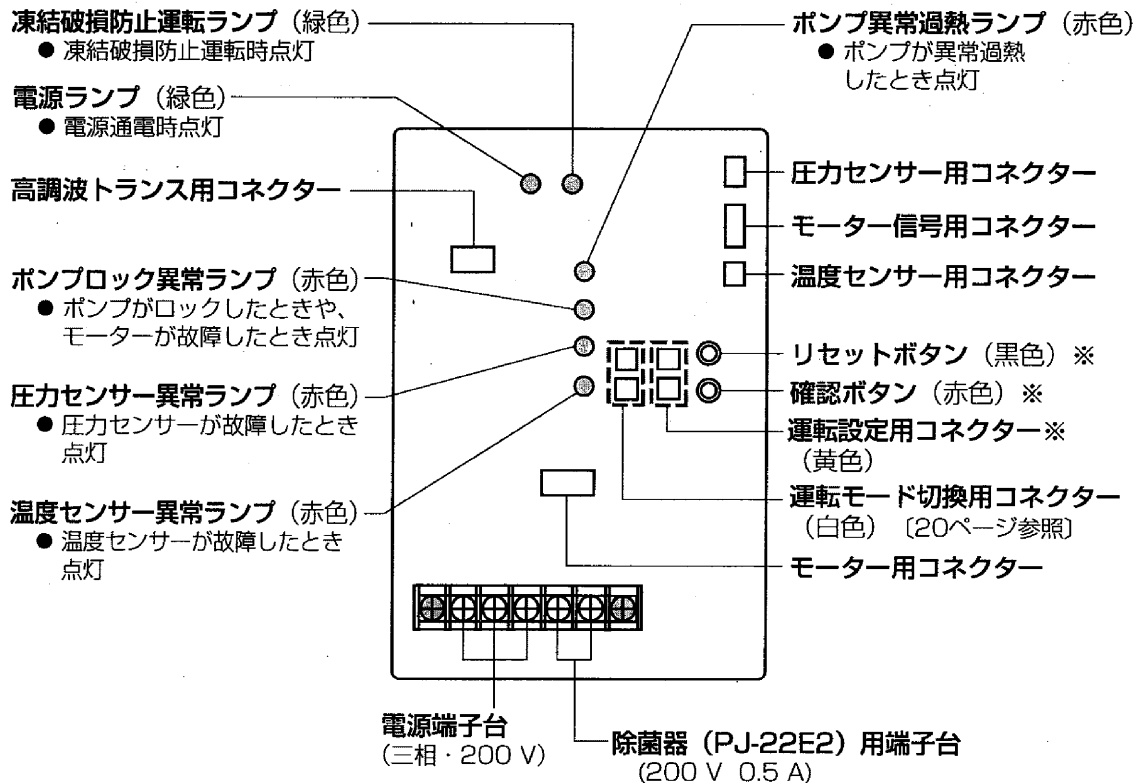 凍結破損防止運転ランプ（緑色）
● 凍結破損防止運転時点灯
電源ランプ（緑色）
● 電源通電時点灯
高調波トランス用コネクター
ポンプロック異常ランプ（赤色）
● ポンプがロックしたときや、
モーターが故障したとき点灯
圧力センサー異常ランプ（赤色）
● 圧力センサーが故障したとき
点灯
温度センサー異常ランプ（赤色）
● 温度センサーが故障したとき
点灯
ポンプ異常過熱ランプ（赤色）
● ポンプが異常過熱
したとき点灯
圧力センサー用コネクター
モーター信号用コネクター
温度センサー用コネクター
リセットボタン（黒色）※
確認ボタン（赤色）※
運転設定用コネクター※
（黄色）
運転モード切換用コネクター
（白色）〔20ページ参照〕
モーター用コネクター
電源端子台
（三相・200 V）
除菌器（PJ-22E2）用端子台
（200 V 0.5 A）